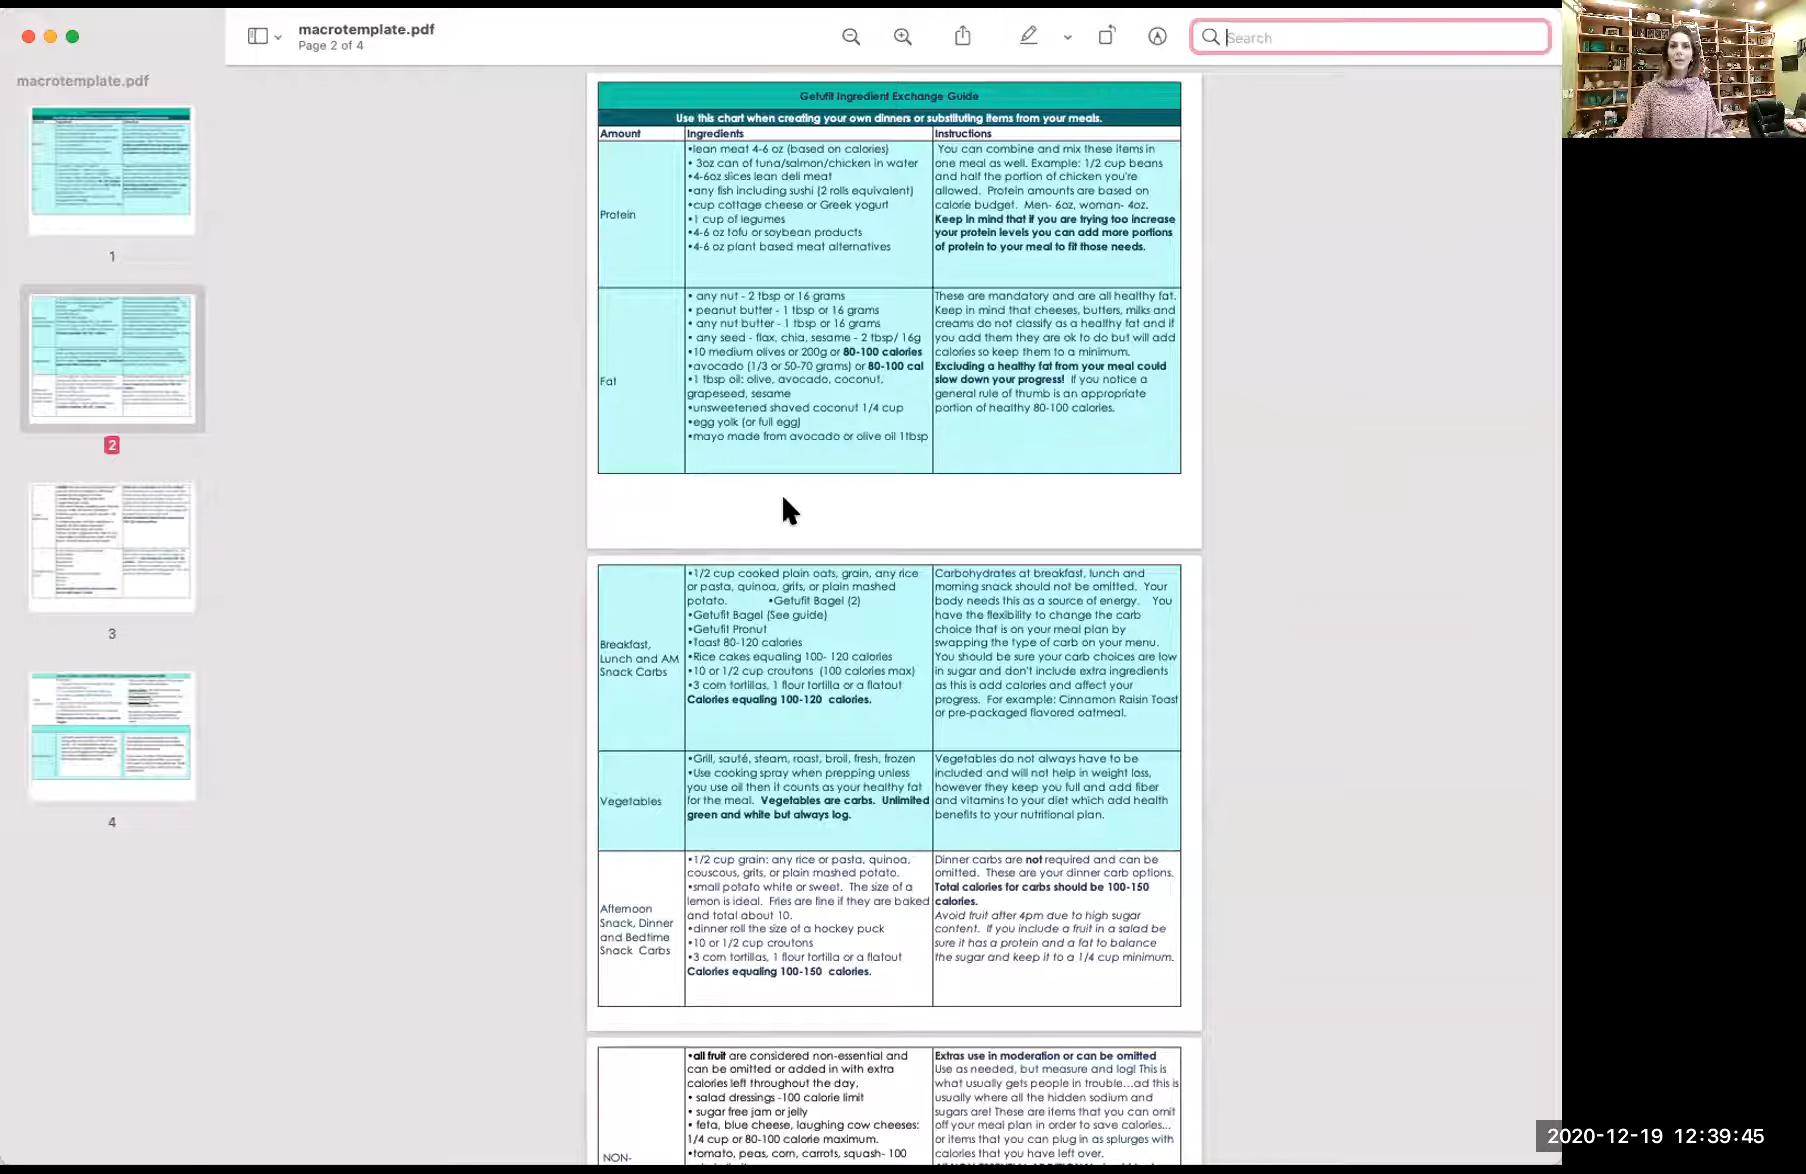 macrotemplate.pdf
Page 2 of 4
Search
macrotemplate.pdf
1
2
3
4
Getufit Ingredient Exchange Guide
Use this chart when creating your own dinners or substituting items from your meals.
Amount Ingredients Instructions
Protein
•lean meat 4-6 oz (based on calories)
• 3oz can of tuna/salmon/chicken in water
•4-6oz slices lean deli meat
•any fish including sushi (2 rolls equivalent)
•cup cottage cheese or Greek yogurt
•1 cup of legumes
•4-6 oz tofu or soybean products
•4-6 oz plant based meat alternatives
You can combine and mix these items in
one meal as well. Example: 1/2 cup beans
and half the portion of chicken you're
allowed. Protein amounts are based on
calorie budget. Men- 6oz, woman- 4oz.
Keep in mind that if you are trying too increase
your protein levels you can add more portions
of protein to your meal to fit those needs.
Fat
• any nut - 2 tbsp or 16 grams
• peanut butter - 1 tbsp or 16 grams
• any nut butter - 1 tbsp or 16 grams
• any seed - flax, chia, sesame - 2 tbsp/ 16g
•10 medium olives or 200g or 80-100 calories
•avocado (1/3 or 50-70 grams) or 80-100 cal
•1 tbsp oil: olive, avocado, coconut,
grapeseed, sesame
•unsweetened shaved coconut 1/4 cup
•egg yolk (or full egg)
•mayo made from avocado or olive oil 1tbsp
These are mandatory and are all healthy fat.
Keep in mind that cheeses, butters, milks and
creams do not classify as a healthy fat and if
you add them they are ok to do but will add
calories so keep them to a minimum.
Excluding a healthy fat from your meal could
slow down your progress! If you notice a
general rule of thumb is an appropriate
portion of healthy 80-100 calories.
Breakfast,
Lunch and AM
Snack Carbs
•1/2 cup cooked plain oats, grain, any rice
or pasta, quinoa, grits, or plain mashed
potato. •Getufit Bagel (2)
•Getufit Bagel (See guide)
•Getufit Pronut
•Toast 80-120 calories
•Rice cakes equaling 100- 120 calories
•10 or 1/2 cup croutons (100 calories max)
•3 corn tortillas, 1 flour tortilla or a flatout
Calories equaling 100-120 calories.
Carbohydrates at breakfast, lunch and
morning snack should not be omitted. Your
body needs this as a source of energy. You
have the flexibility to change the carb
choice that is on your meal plan by
swapping the type of carb on your menu.
You should be sure your carb choices are low
in sugar and don't include extra ingredients
as this is add calories and affect your
progress. For example: Cinnamon Raisin Toast
or pre-packaged flavored oatmeal.
Vegetables
•Grill, sauté, steam, roast, broil, fresh, frozen
•Use cooking spray when prepping unless
you use oil then it counts as your healthy fat
for the meal. Vegetables are carbs. Unlimited
green and white but always log.
Vegetables do not always have to be
included and will not help in weight loss,
however they keep you full and add fiber
and vitamins to your diet which add health
benefits to your nutritional plan.
Afternoon
Snack, Dinner
and Bedtime
Snack Carbs
•1/2 cup grain: any rice or pasta, quinoa,
couscous, grits, or plain mashed potato.
•small potato white or sweet. The size of a
lemon is ideal. Fries are fine if they are baked
and total about 10.
•dinner roll the size of a hockey puck
•10 or 1/2 cup croutons
•3 corn tortillas, 1 flour tortilla or a flatout
Calories equaling 100-150 calories.
Dinner carbs are not required and can be
omitted. These are your dinner carb options.
Total calories for carbs should be 100-150
calories.
Avoid fruit after 4pm due to high sugar
content. If you include a fruit in a salad be
sure it has a protein and a fat to balance
the sugar and keep it to a 1/4 cup minimum.
NON-
•all fruit are considered non-essential and
can be omitted or added in with extra
calories left throughout the day,
• salad dressings -100 calorie limit
• sugar free jam or jelly
• feta, blue cheese, laughing cow cheeses:
1/4 cup or 80-100 calorie maximum.
•tomato, peas, corn, carrots, squash- 100
Extras use in moderation or can be omitted
Use as needed, but measure and log! This is
what usually gets people in trouble...ad this is
usually where all the hidden sodium and
sugars are! These are items that you can omit
off your meal plan in order to save calories...
or items that you can plug in as splurges with
calories that you have left over.
2020-12-19 12:39:45